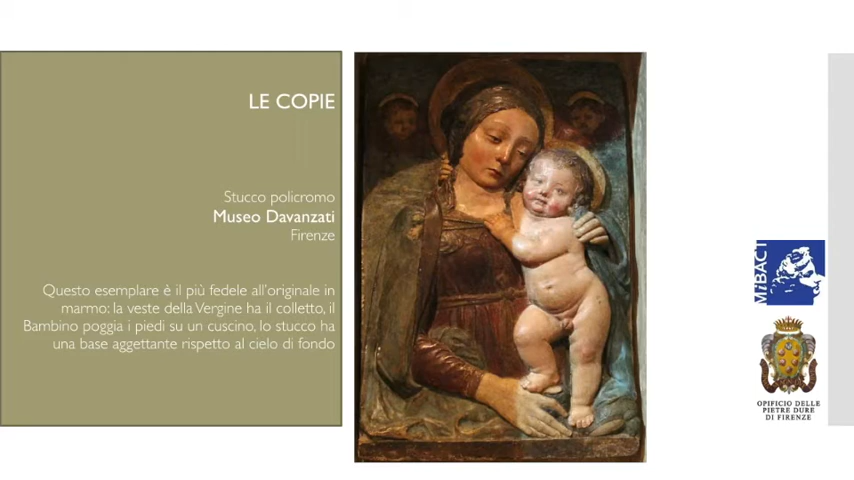 LE COPIE
Stucco policromo
Museo Davanzati
Firenze
Questo esemplare è il più fedele all'originale in
marmo: la veste della Vergine ha il colletto, il
Bambino poggia i piedi su un cuscino, lo stucco ha
una base aggettante rispetto al cielo di fondo
MiBACT
OPIFICIO DELLE
PIETRE DURE
DI FIRENZE